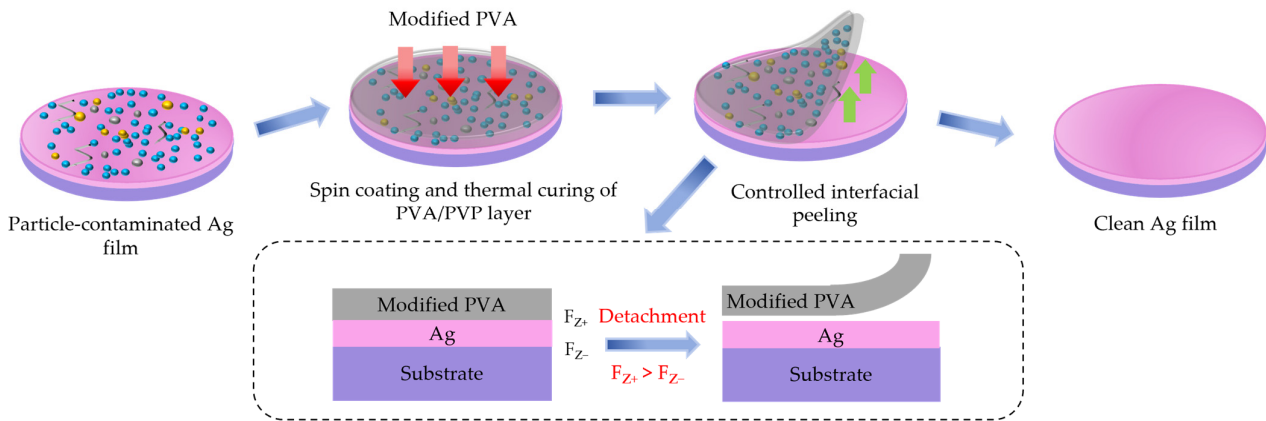 Modified PVA
Particle-contaminated Ag
film
Spin coating and thermal curing of
PVA/PVP layer
Controlled interfacial
peeling
Clean Ag film
Modified PVA
Ag
Substrate
FZ+
FZ−
Detachment
FZ+ > FZ−
Modified PVA
Ag
Substrate